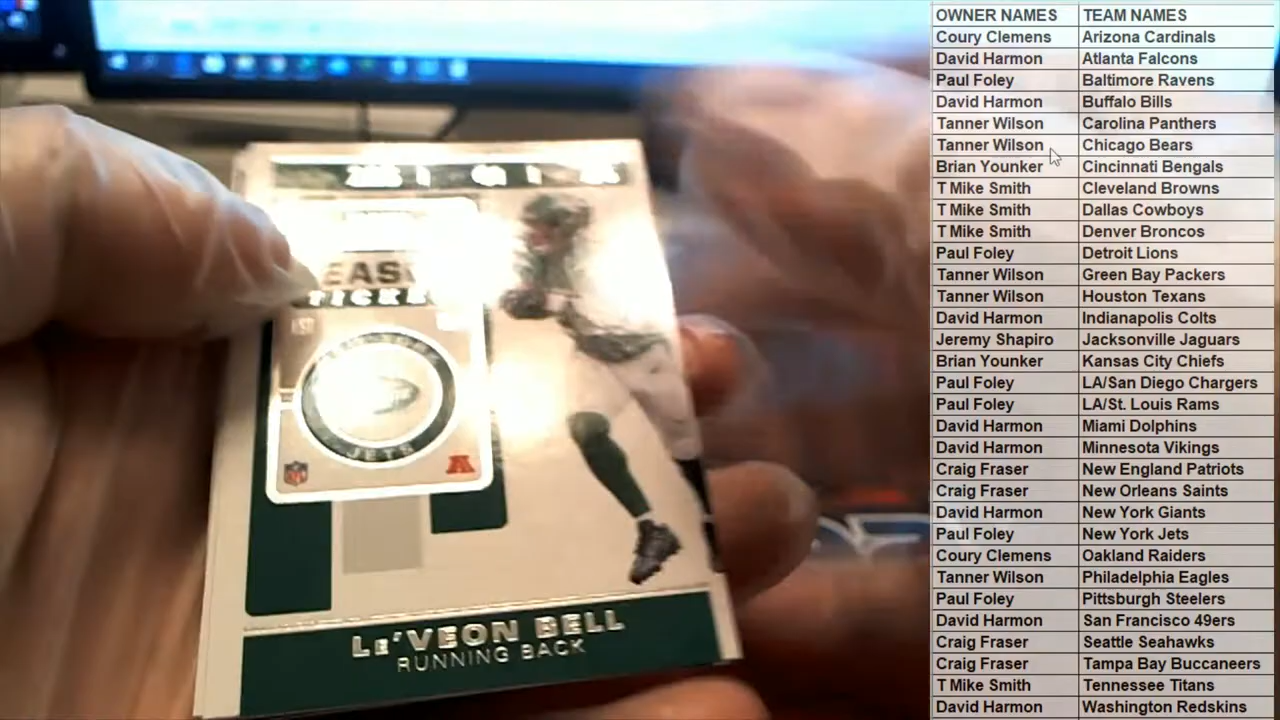 EAS
TICKE
JETS
NFL
A
Le'VEON BELL
RUNNING BACK
OWNER NAMES TEAM NAMES
Coury Clemens Arizona Cardinals
David Harmon Atlanta Falcons
Paul Foley Baltimore Ravens
David Harmon Buffalo Bills
Tanner Wilson Carolina Panthers
Tanner Wilson Chicago Bears
Brian Younker Cincinnati Bengals
T Mike Smith Cleveland Browns
T Mike Smith Dallas Cowboys
T Mike Smith Denver Broncos
Paul Foley Detroit Lions
Tanner Wilson Green Bay Packers
Tanner Wilson Houston Texans
David Harmon Indianapolis Colts
Jeremy Shapiro Jacksonville Jaguars
Brian Younker Kansas City Chiefs
Paul Foley LA/San Diego Chargers
Paul Foley LA/St. Louis Rams
David Harmon Miami Dolphins
David Harmon Minnesota Vikings
Craig Fraser New England Patriots
Craig Fraser New Orleans Saints
David Harmon New York Giants
Paul Foley New York Jets
Coury Clemens Oakland Raiders
Tanner Wilson Philadelphia Eagles
Paul Foley Pittsburgh Steelers
David Harmon San Francisco 49ers
Craig Fraser Seattle Seahawks
Craig Fraser Tampa Bay Buccaneers
T Mike Smith Tennessee Titans
David Harmon Washington Redskins